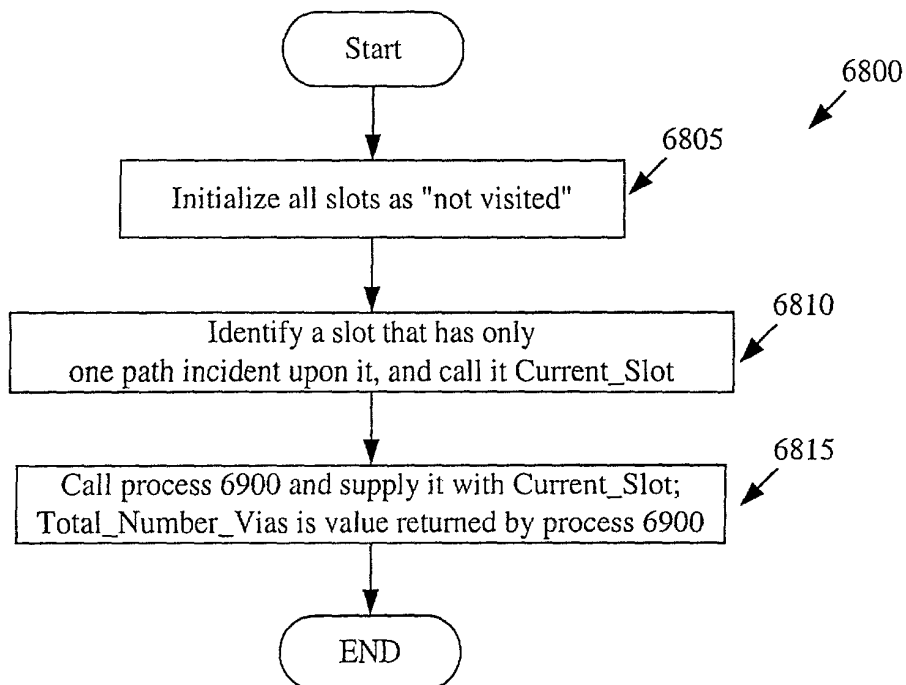 Start
6800
6805
Initialize all slots as "not visited"
6810
Identify a slot that has only
one path incident upon it, and call it Current_Slot
6815
Call process 6900 and supply it with Current_Slot;
Total_Number_Vias is value returned by process 6900
END